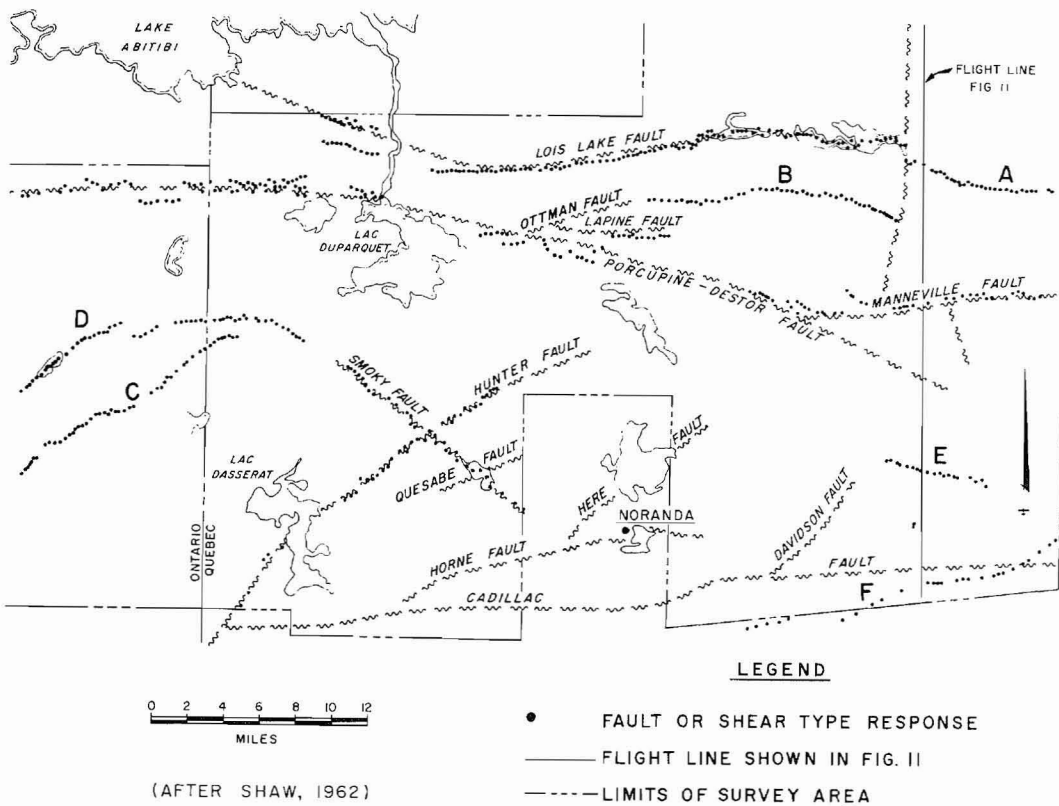 LAKE
ABITIBI
FLIGHT LINE
FIG 11
LOIS LAKE FAULT
A
B
OTTMAN FAULT
LAPINE FAULT
LAC
DUPARQUET
PORCUPINE-DESTOR FAULT
MANNEVILLE FAULT
D
SMOKY FAULT
HUNTER FAULT
C
LAC
DASSERAT
QUESABE FAULT
HERE FAULT
E
NORANDA
DAVIDSON FAULT
ONTARIO
QUEBEC
HORNE FAULT
CADILLAC FAULT
F
LEGEND
0 2 4 6 8 10 12
MILES
FAULT OR SHEAR TYPE RESPONSE
FLIGHT LINE SHOWN IN FIG. 11
LIMITS OF SURVEY AREA
(AFTER SHAW, 1962)